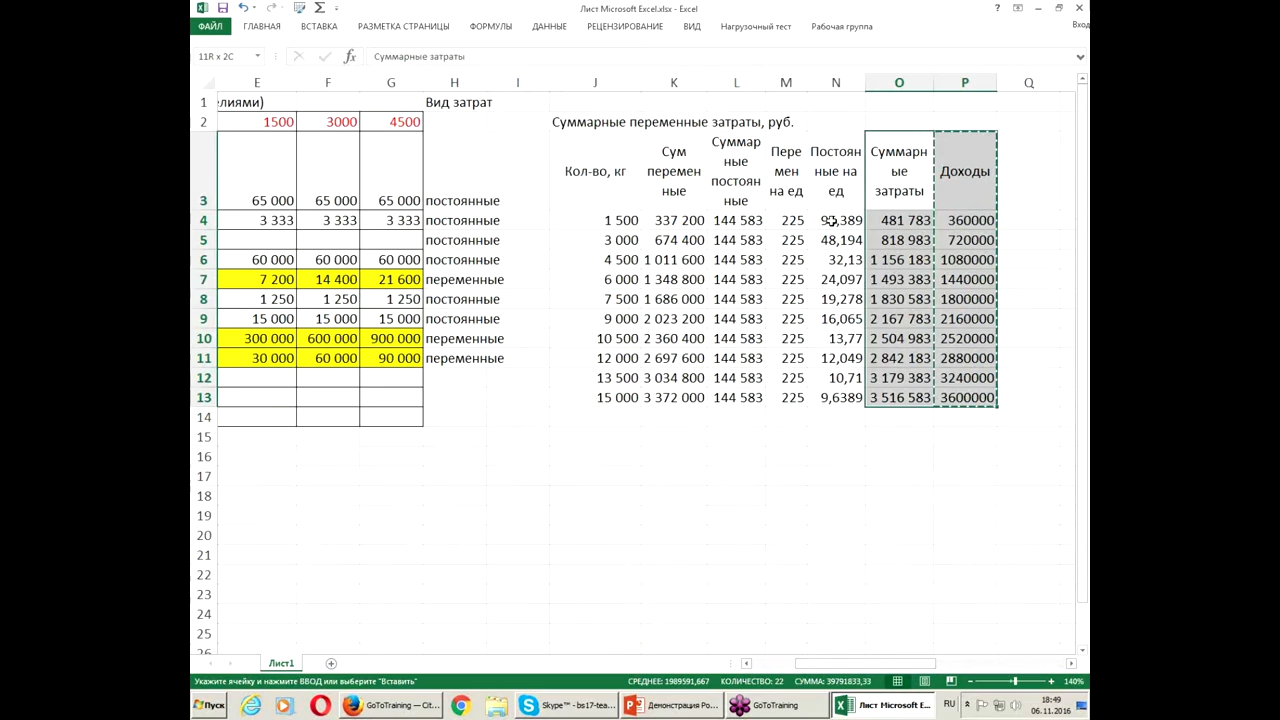 Лист Microsoft Excel.xlsx - Excel
ФАЙЛ ГЛАВНАЯ ВСТАВКА РАЗМЕТКА СТРАНИЦЫ ФОРМУЛЫ ДАННЫЕ РЕЦЕНЗИРОВАНИЕ ВИД Нагрузочный тест Рабочая группа Вход
11R x 2C fx Суммарные затраты
E F G H I J K L M N O P Q
1 елиями) Вид затрат
2 1500 3000 4500 Суммарные переменные затраты, руб.
Кол-во, кг
Сум
перемен
ные
Суммар
ные
постоян
ные
Пере
мен
на ед
Постоян
ные на
ед
Суммарн
ые
затраты
Доходы
3 65 000 65 000 65 000 постоянные
4 3 333 3 333 3 333 постоянные 1 500 337 200 144 583 225 481 783 360000
5 постоянные 3 000 674 400 144 583 225 48,194 818 983 720000
6 60 000 60 000 60 000 постоянные 4 500 1 011 600 144 583 225 32,13 1 156 183 1080000
7 7 200 14 400 21 600 переменные 6 000 1 348 800 144 583 225 24,097 1 493 383 1440000
8 1 250 1 250 1 250 постоянные 7 500 1 686 000 144 583 225 19,278 1 830 583 1800000
9 15 000 15 000 15 000 постоянные 9 000 2 023 200 144 583 225 16,065 2 167 783 2160000
10 300 000 600 000 900 000 переменные 10 500 2 360 400 144 583 225 13,77 2 504 983 2520000
11 30 000 60 000 90 000 переменные 12 000 2 697 600 144 583 225 12,049 2 842 183 2880000
12 13 500 3 034 800 144 583 225 10,71 3 179 383 3240000
13 15 000 3 372 000 144 583 225 9,6389 3 516 583 3600000
14
15
16
17
18
19
20
21
22
23
24
25
26
Лист1
Укажите ячейку и нажмите ВВОД или выберите "Вставить") СРЕДНЕЕ: 1989591,667 КОЛИЧЕСТВО: 22 СУММА: 39791833,33 140%
Пуск GoToTraining — Cit... Skype™ - bs17-tea... Демонстрация Po... GoToTraining Лист Microsoft E... RU 18:49
06.11.2016